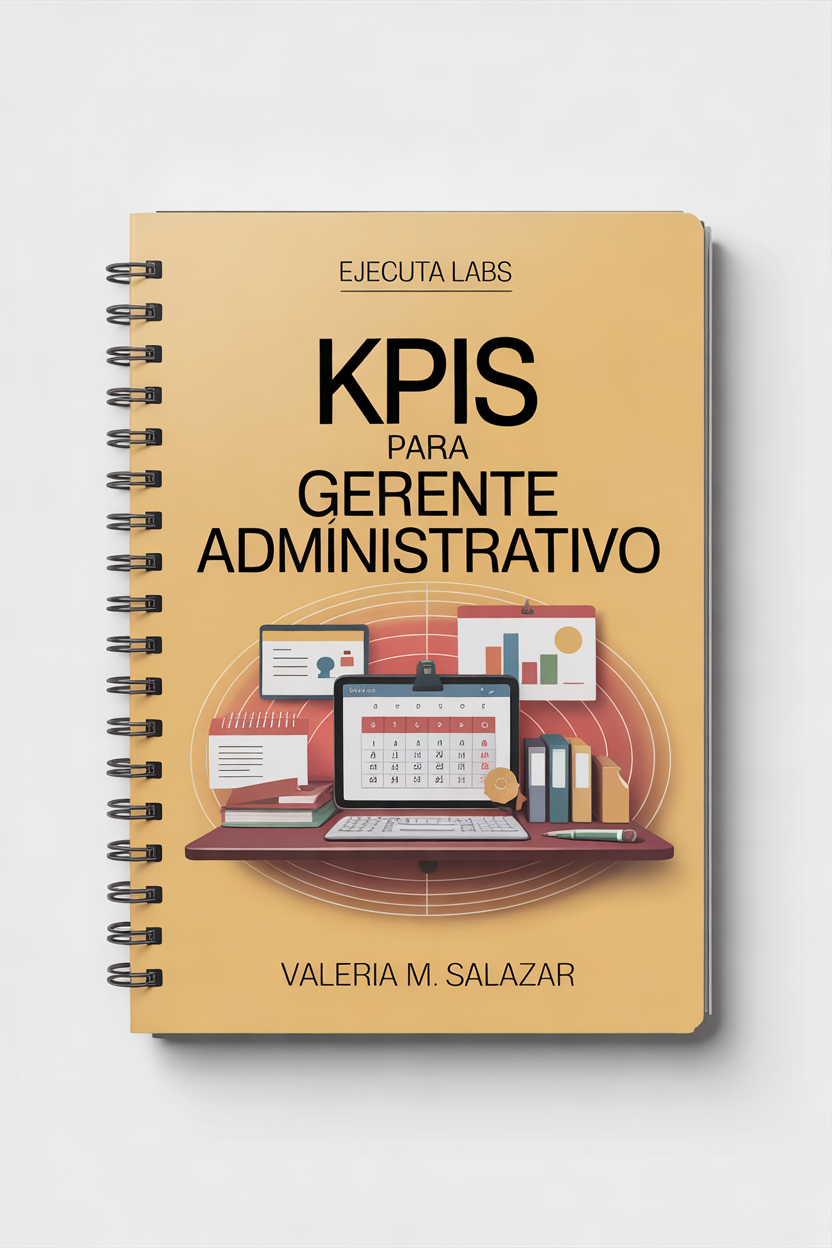 EJECUTA LABS
KPIS
PARA
GERENTE
ADMÍNISTRATIVO
VALERIA M. SALAZAR